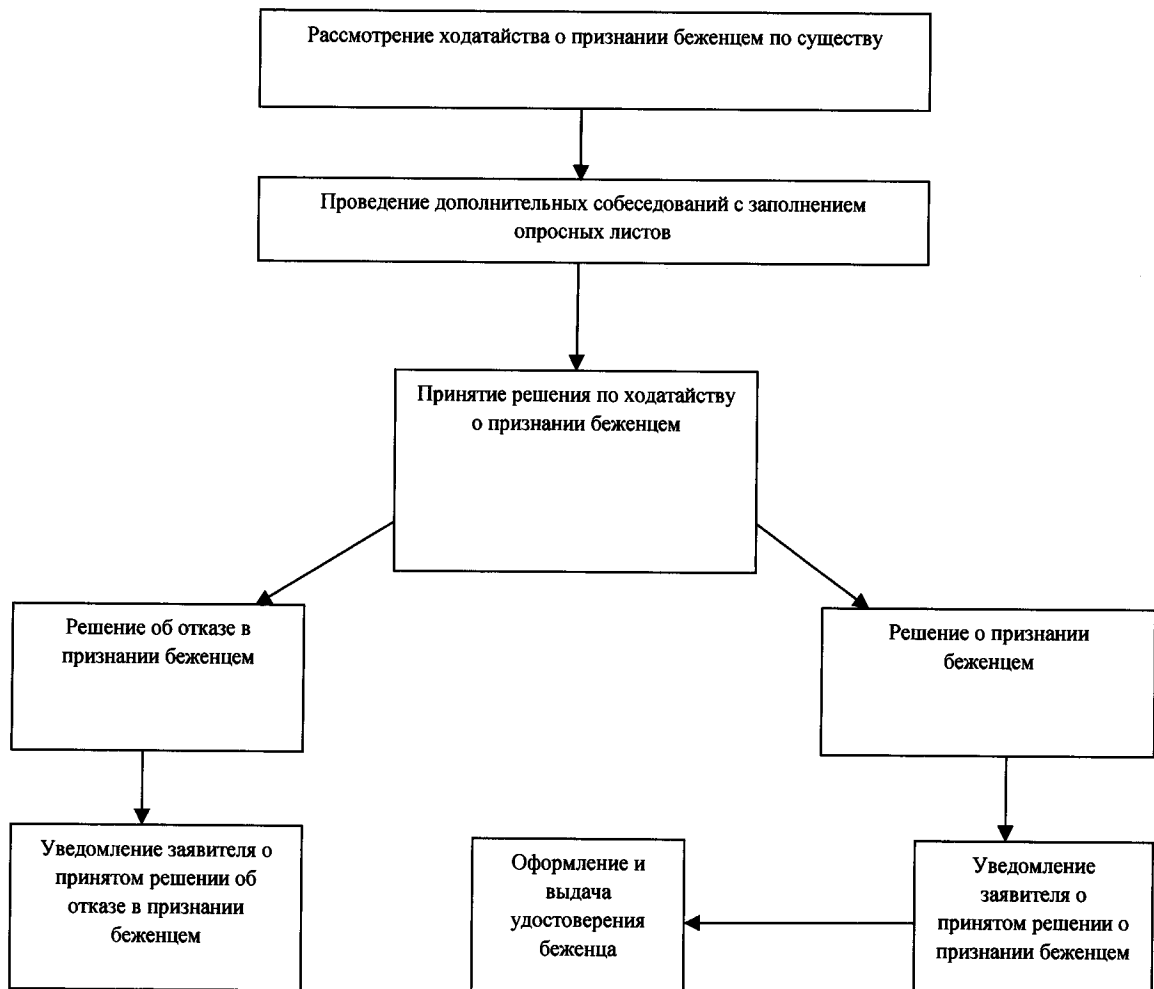 Рассмотрение ходатайства о признании беженцем по существу
Проведение дополнительных собеседований с заполнением
опросных листов
Принятие решения по ходатайству
о признании беженцем
Решение об отказе в
признании беженцем
Решение о признании
беженцем
Уведомление заявителя о
принятом решении об
отказе в признании
беженцем
Оформление и
выдача
удостоверения
беженца
Уведомление
заявителя о
принятом решении о
признании беженцем